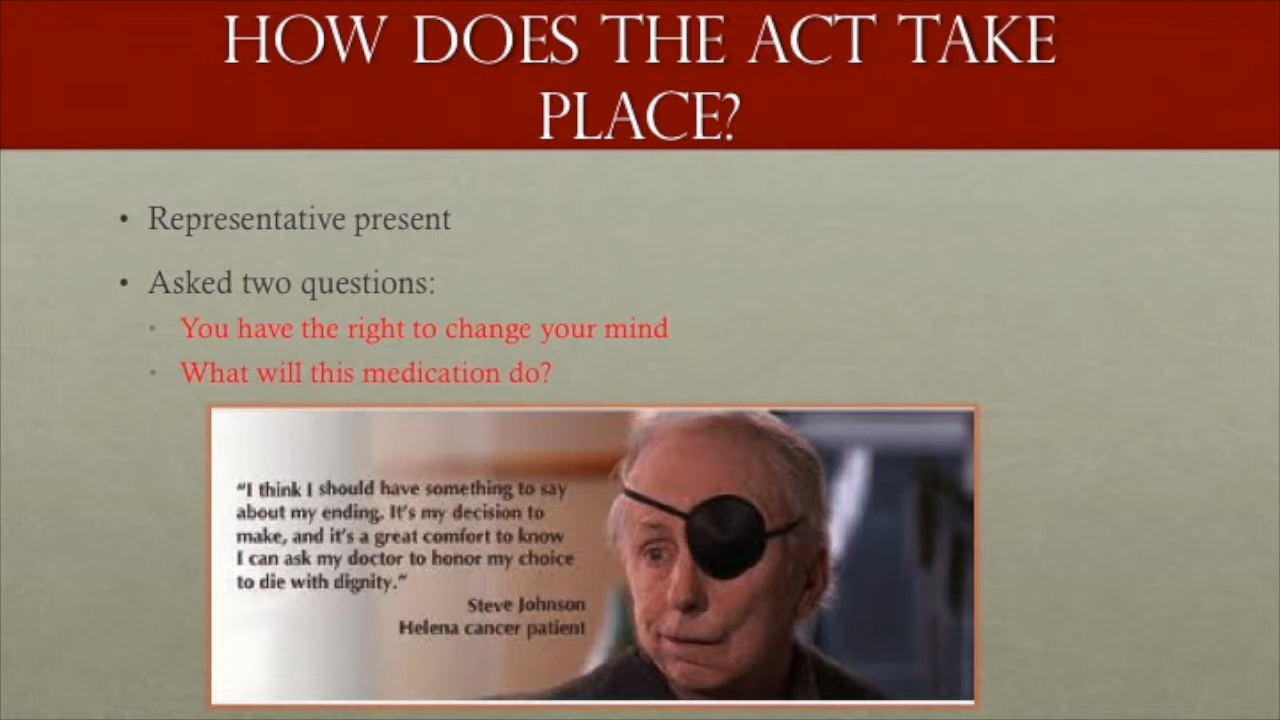 HOW DOES THE ACT TAKE
PLACE?
• Representative present
• Asked two questions:
• You have the right to change your mind
• What will this medication do?
“I think I should have something to say
about my ending. It’s my decision to
make, and it’s a great comfort to know
I can ask my doctor to honor my choice
to die with dignity.”
Steve Johnson
Helena cancer patient